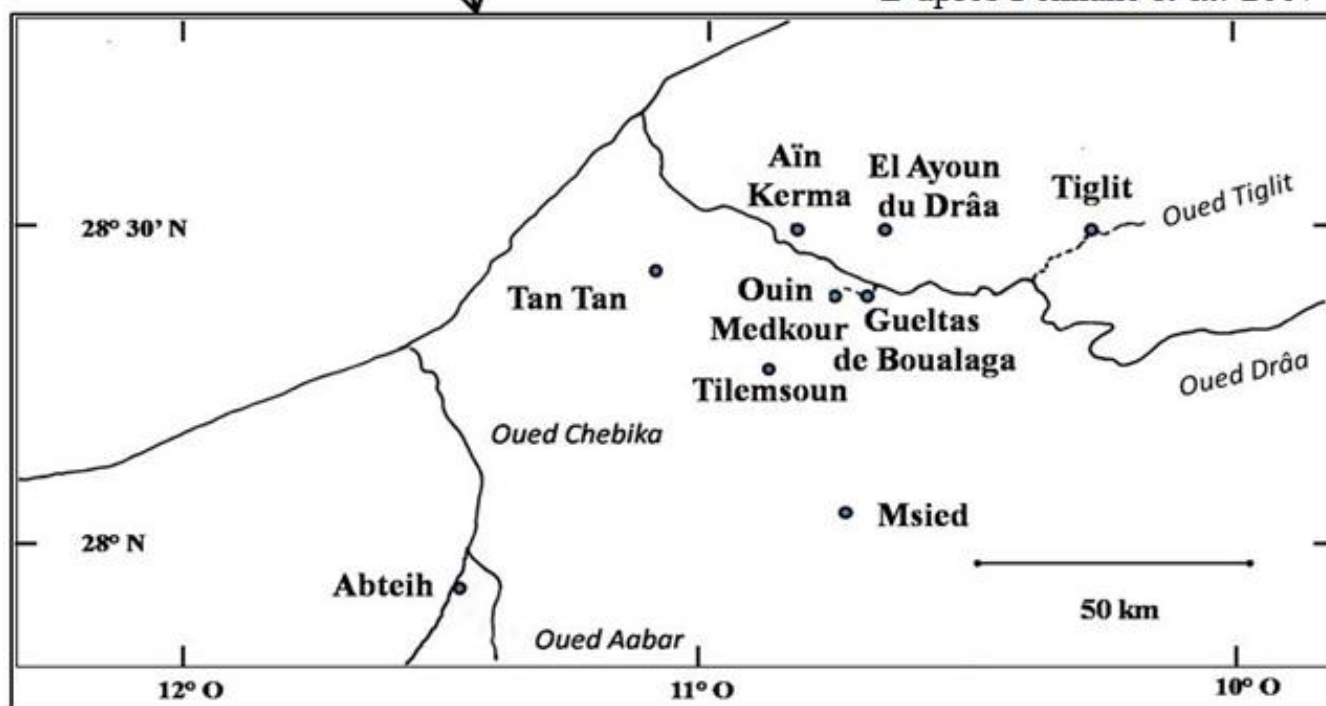 Aïn
Kerma
El Ayoun
du Drâa
Tiglit
Oued Tiglit
28° 30' N
Tan Tan
Ouin
Medkour
Gueltas
de Boualaga
Oued Drâa
Tilemsoun
Oued Chebika
Msied
28° N
Abteih
50 km
Oued Aabar
12° O
11° O
10° O